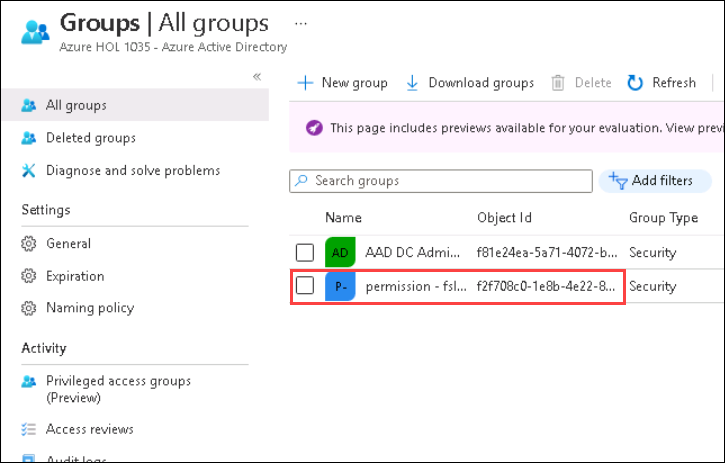 Groups | All groups ...
Azure HOL 1035 - Azure Active Directory
«
All groups
Deleted groups
Diagnose and solve problems
Settings
General
Expiration
Naming policy
Activity
Privileged access groups
(Preview)
Access reviews
Audit logs
New group Download groups Delete Refresh
This page includes previews available for your evaluation. View previ
Search groups Add filters
Name Object Id Group Type
AD AAD DC Admi... f81e24ea-5a71-4072-b... Security
P- permission - fsl... f2f708c0-1e8b-4e22-8... Security